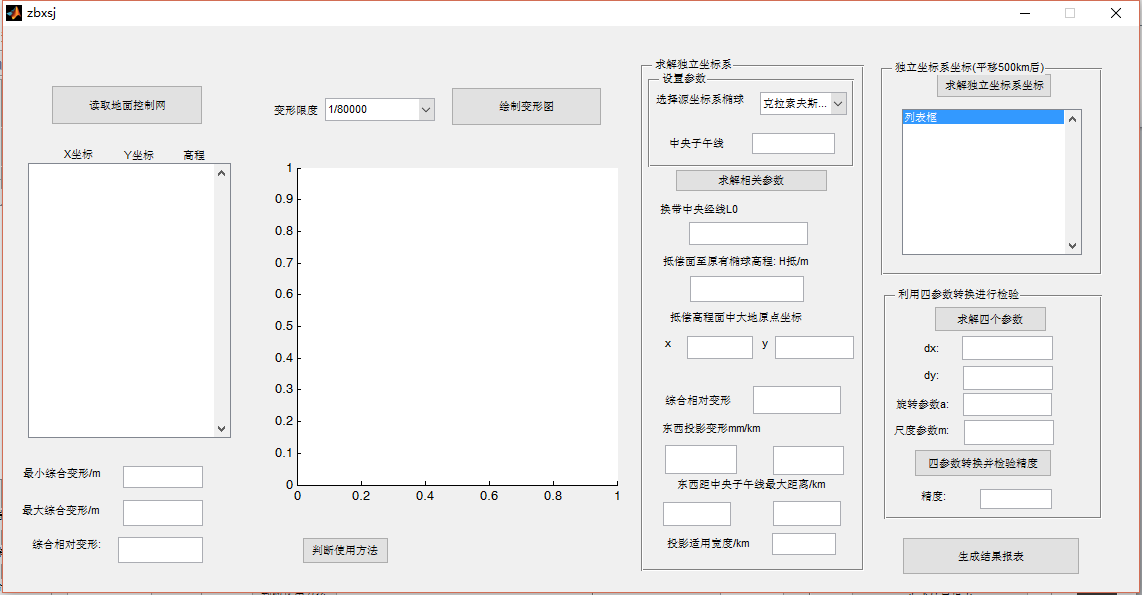 zbxsj
读取地面控制网
变形限度
1/80000
绘制变形图
X坐标
Y坐标
高程
1
0.9
0.8
0.7
0.6
0.5
0.4
0.3
0.2
0.1
0
0
0.2
0.4
0.6
0.8
1
最小综合变形/m
最大综合变形/m
综合相对变形:
判断使用方法
求解独立坐标系
设置参数
选择源坐标系椭球
克拉索夫斯...
中央子午线
求解相关参数
换带中央经线L0
抵偿面至原有椭球高程: H抵/m
抵偿高程面中大地原点坐标
x
y
综合相对变形
东西投影变形mm/km
东西距中央子午线最大距离/km
投影适用宽度/km
独立坐标系坐标(平移500km后)
求解独立坐标系坐标
列表框
利用四参数转换进行检验
求解四个参数
dx:
dy:
旋转参数a:
尺度参数m:
四参数转换并检验精度
精度:
生成结果报表